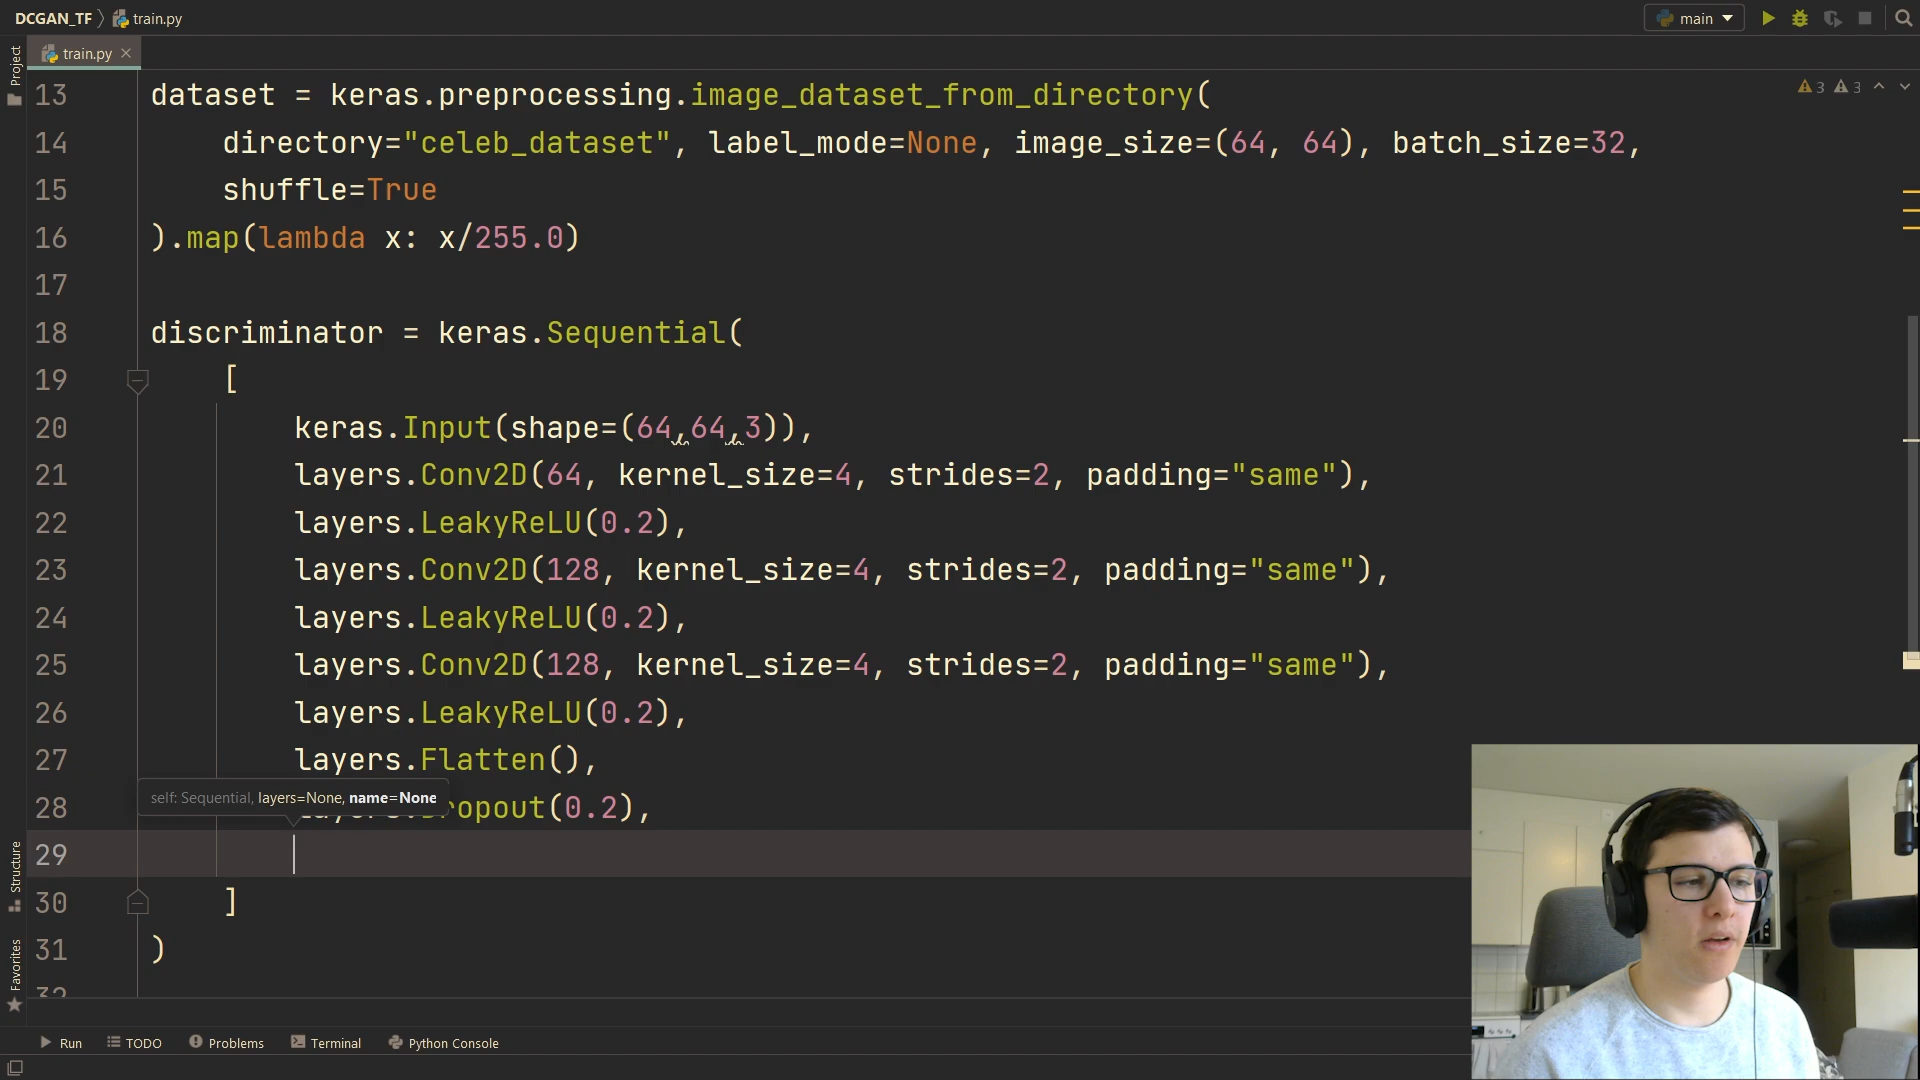 DCGAN_TF train.py
main
train.py
Project
3 3
13 dataset = keras.preprocessing.image_dataset_from_directory(
14 directory="celeb_dataset", label_mode=None, image_size=(64, 64), batch_size=32,
15 shuffle=True
16 ).map(lambda x: x/255.0)
17
18 discriminator = keras.Sequential(
19 [
20 keras.Input(shape=(64,64,3)),
21 layers.Conv2D(64, kernel_size=4, strides=2, padding="same"),
22 layers.LeakyReLU(0.2),
23 layers.Conv2D(128, kernel_size=4, strides=2, padding="same"),
24 layers.LeakyReLU(0.2),
25 layers.Conv2D(128, kernel_size=4, strides=2, padding="same"),
26 layers.LeakyReLU(0.2),
27 layers.Flatten(),
self: Sequential, layers=None, name=None
28 layers.Dropout(0.2),
29
30 ]
31 )
32
Structure
Favorites
Run TODO Problems Terminal Python Console